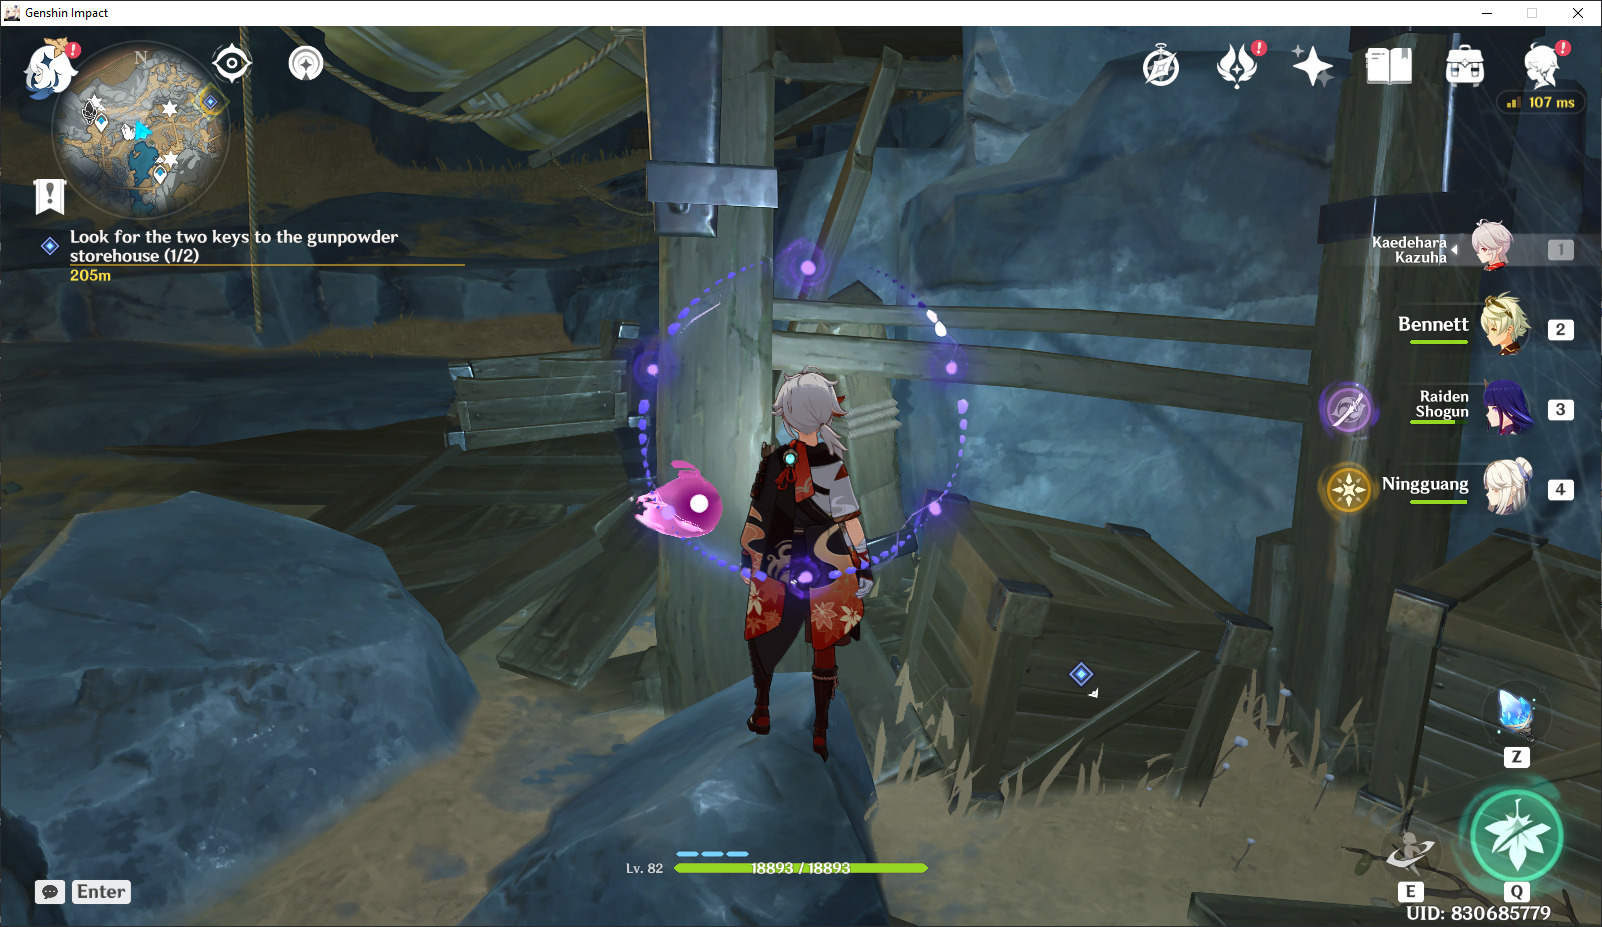 Genshin Impact
N
107 ms
Look for the two keys to the gunpowder
storehouse (1/2)
205m
Kaedehara
Kazuha
1
Bennett
2
Raiden
Shogun
3
Ningguang
4
Z
Lv. 82
18893 / 18893
Enter
E
Q
UID: 830685779